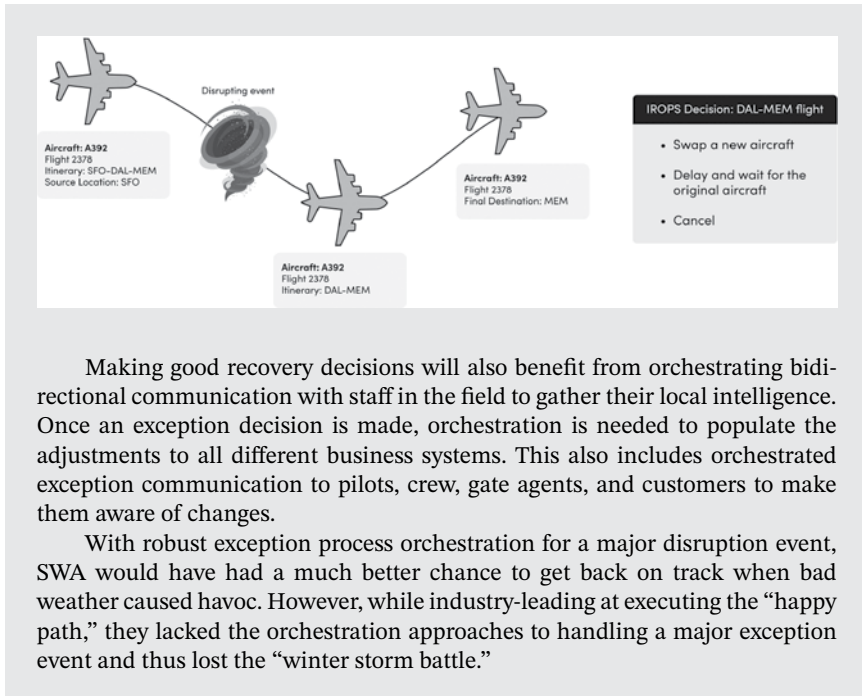 Disrupting event
Aircraft: A392
Flight 2378
Itinerary: SFO-DAL-MEM
Source Location: SFO
Aircraft: A392
Flight 2378
Itinerary: DAL-MEM
Aircraft: A392
Flight 2378
Final Destination: MEM
IROPS Decision: DAL-MEM flight
• Swap a new aircraft
• Delay and wait for the
original aircraft
• Cancel
Making good recovery decisions will also benefit from orchestrating bidi-
rectional communication with staff in the field to gather their local intelligence.
Once an exception decision is made, orchestration is needed to populate the
adjustments to all different business systems. This also includes orchestrated
exception communication to pilots, crew, gate agents, and customers to make
them aware of changes.
With robust exception process orchestration for a major disruption event,
SWA would have had a much better chance to get back on track when bad
weather caused havoc. However, while industry-leading at executing the “happy
path,” they lacked the orchestration approaches to handling a major exception
event and thus lost the “winter storm battle.”